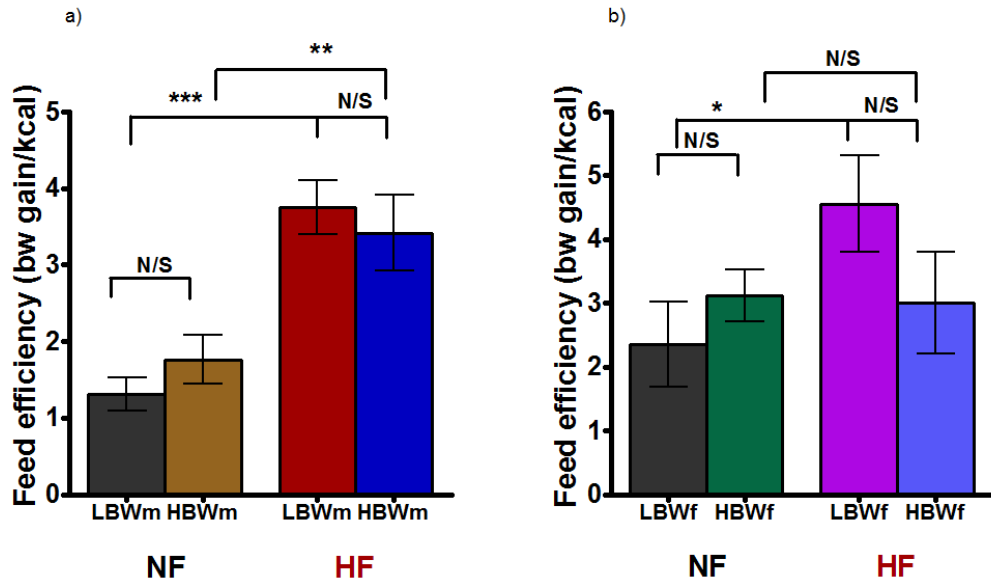 a)
**
***
N/S
N/S
Feed efficiency (bw gain/kcal)
5
4
3
2
1
0
LBWm HBWm LBWm HBWm
NF HF
b)
N/S
*
N/S
N/S
Feed efficiency (bw gain/kcal)
6
5
4
3
2
1
0
LBWf HBWf LBWf HBWf
NF HF